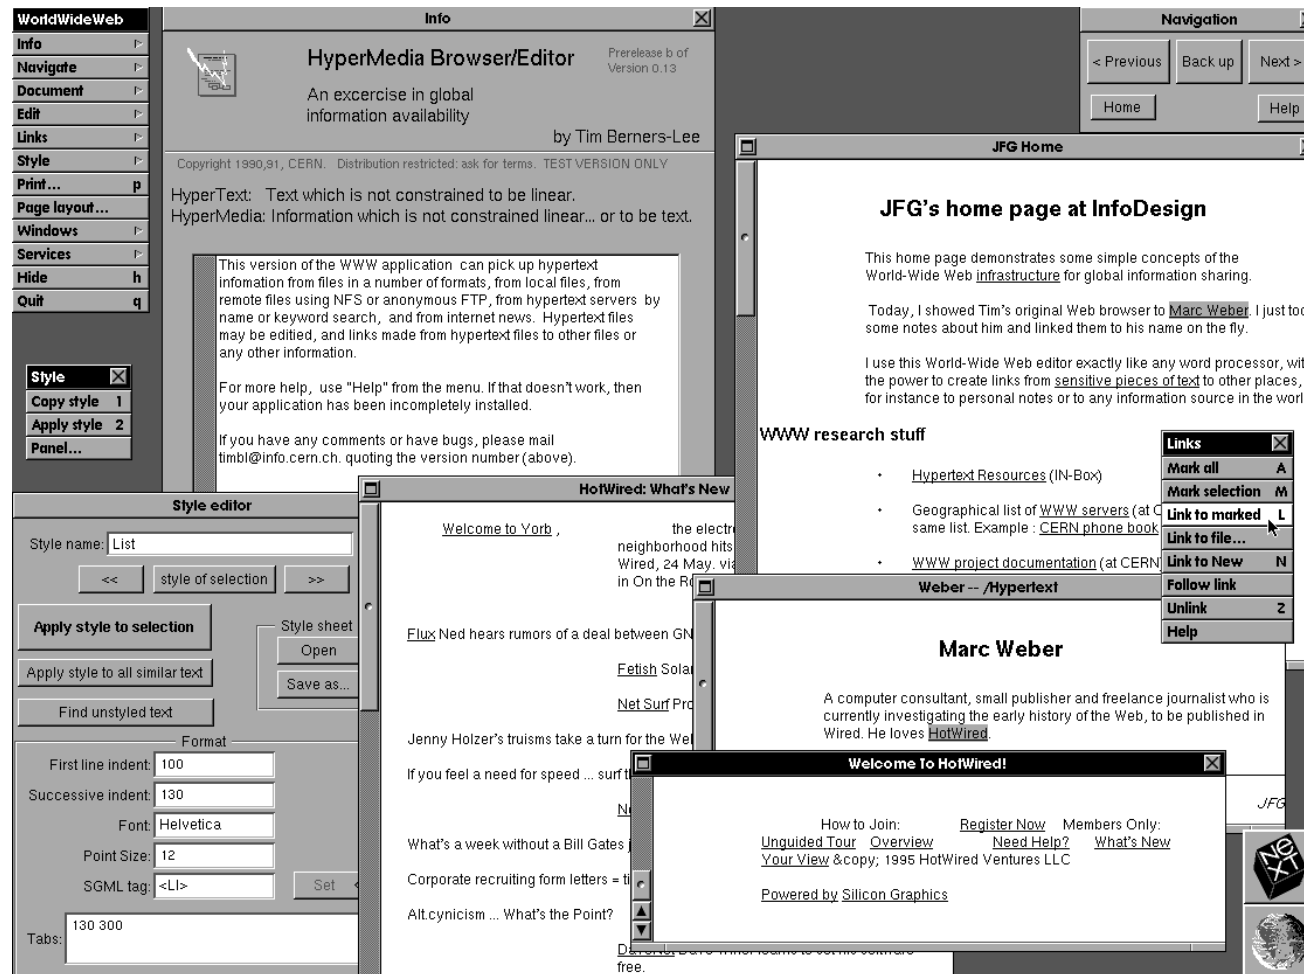 WorldWideWeb
Info
Navigate
Document
Edit
Links
Style
Print... p
Page layout...
Windows
Services
Hide h
Quit q
Style
Copy style 1
Apply style 2
Panel...
Info
HyperMedia Browser/Editor
Prerelease b of
Version 0.13
An excercise in global
information availability
by Tim Berners-Lee
Copyright 1990,91, CERN. Distribution restricted: ask for terms. TEST VERSION ONLY
HyperText: Text which is not constrained to be linear.
HyperMedia: Information which is not constrained linear... or to be text.
This version of the WWW application can pick up hypertext
infomation from files in a number of formats, from local files, from
remote files using NFS or anonymous FTP, from hypertext servers by
name or keyword search, and from internet news. Hypertext files
may be editied, and links made from hypertext files to other files or
any other information.
For more help, use "Help" from the menu. If that doesn't work, then
your application has been incompletely installed.
If you have any comments or have bugs, please mail
timbl@info.cern.ch. quoting the version number (above).
Navigation
< Previous
Back up
Next >
Home
Help
JFG Home
JFG's home page at InfoDesign
This home page demonstrates some simple concepts of the
World-Wide Web infrastructure for global information sharing.
Today, I showed Tim's original Web browser to Marc Weber. I just too
some notes about him and linked them to his name on the fly.
I use this World-Wide Web editor exactly like any word processor, wit
the power to create links from sensitive pieces of text to other places,
for instance to personal notes or to any information source in the worl
WWW research stuff
• Hypertext Resources (IN-Box)
• Geographical list of WWW servers (at C
same list. Example : CERN phone book
• WWW project documentation (at CERN)
Links
Mark all A
Mark selection M
Link to marked L
Link to file...
Link to New N
Follow link
Unlink z
Help
Style editor
Style name: List
<<
style of selection
>>
Apply style to selection
Apply style to all similar text
Find unstyled text
Style sheet
Open
Save as...
Format
First line indent: 100
Successive indent: 130
Font: Helvetica
Point Size: 12
SGML tag: <LI>
Set
Tabs: 130 300
HotWired: What's New
Welcome to Yorb , the electro
neighborhood hits
Wired, 24 May. via
in On the Ro
Flux Ned hears rumors of a deal between GN
Fetish Solar
Net Surf Pro
Jenny Holzer's truisms take a turn for the Wel
If you feel a need for speed ... surf th
What's a week without a Bill Gates j
Corporate recruiting form letters = ti
Alt.cynicism ... What's the Point?
free.
Weber -- /Hypertext
Marc Weber
A computer consultant, small publisher and freelance journalist who is
currently investigating the early history of the Web, to be published in
Wired. He loves HotWired.
JFG
Welcome To HotWired!
How to Join: Register Now Members Only:
Unguided Tour Overview Need Help? What's New
Your View &copy; 1995 HotWired Ventures LLC
Powered by Silicon Graphics
NeXT